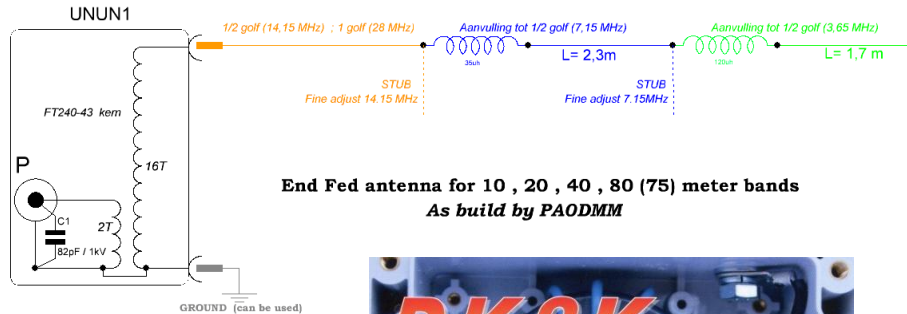 UNUN1
1/2 golf (14,15 MHz) ; 1 golf (28 MHz)
Aanvulling tot 1/2 golf (7,15 MHz)
Aanvulling tot 1/2 golf (3,65 MHz)
35uh
L= 2,3m
120uh
L= 1,7 m
STUB
Fine adjust 14.15 MHz
STUB
Fine adjust 7.15MHz
FT240-43 kern
16T
P
C1
2T
82pF / 1kV
End Fed antenna for 10 , 20 , 40 , 80 (75) meter bands
As build by PA0DMM
GROUND (can be used)